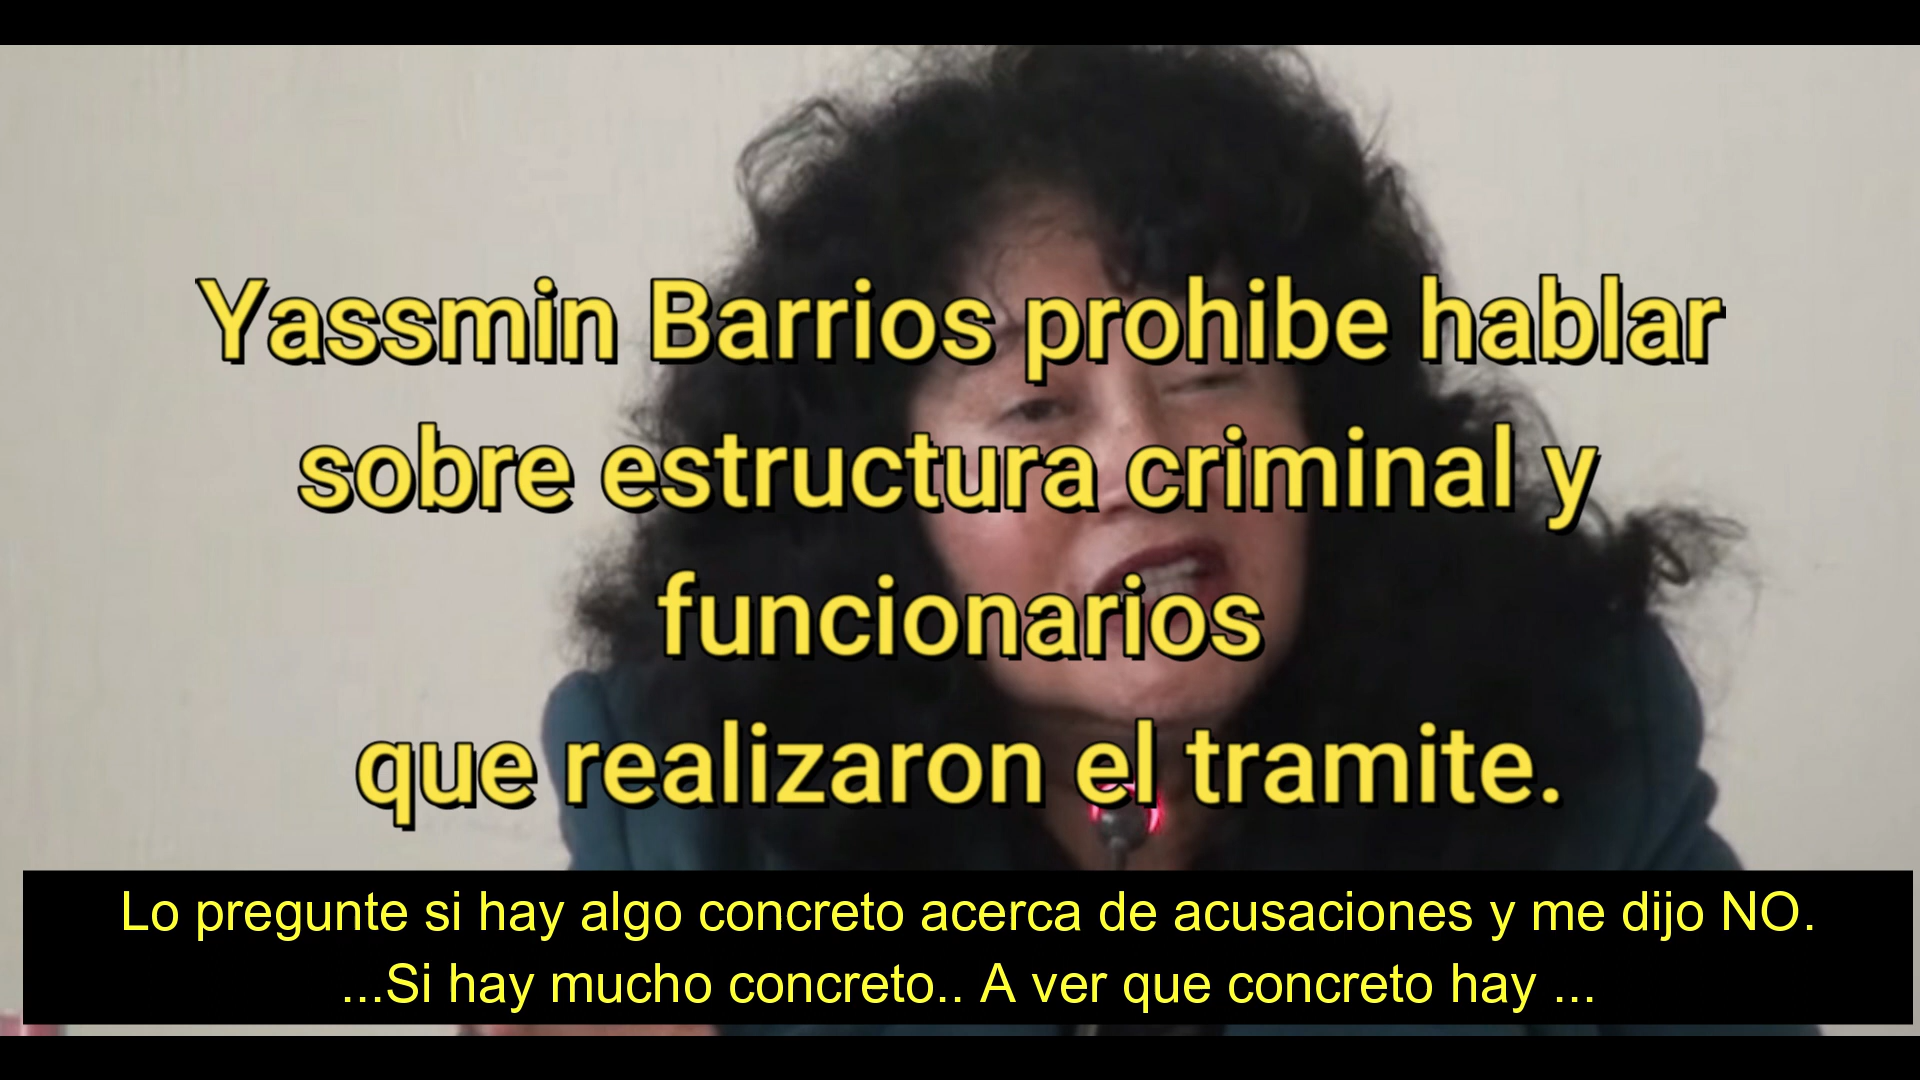 Yassmin Barrios prohibe hablar
sobre estructura criminal y
funcionarios
que realizaron el tramite.
Lo pregunte si hay algo concreto acerca de acusaciones y me dijo NO.
...Si hay mucho concreto.. A ver que concreto hay ...